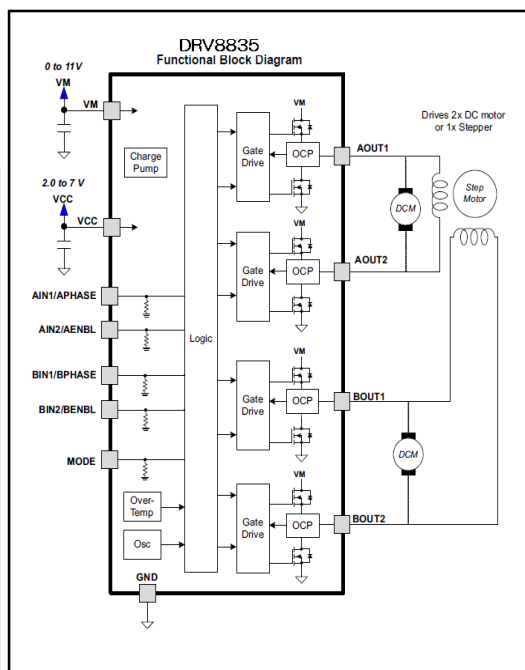 DRV8835
Functional Block Diagram
0 to 11V
VM
VM
Charge
Pump
2.0 to 7 V
VCC
VCC
AIN1/APHASE
AIN2/AENBL
BIN1/BPHASE
BIN2/BENBL
MODE
Over-
Temp
Osc
GND
Logic
VM
Gate
Drive
OCP
AOUT1
VM
Gate
Drive
OCP
AOUT2
VM
Gate
Drive
OCP
BOUT1
VM
Gate
Drive
OCP
BOUT2
Drives 2x DC motor
or 1x Stepper
DCM
Step
Motor
DCM